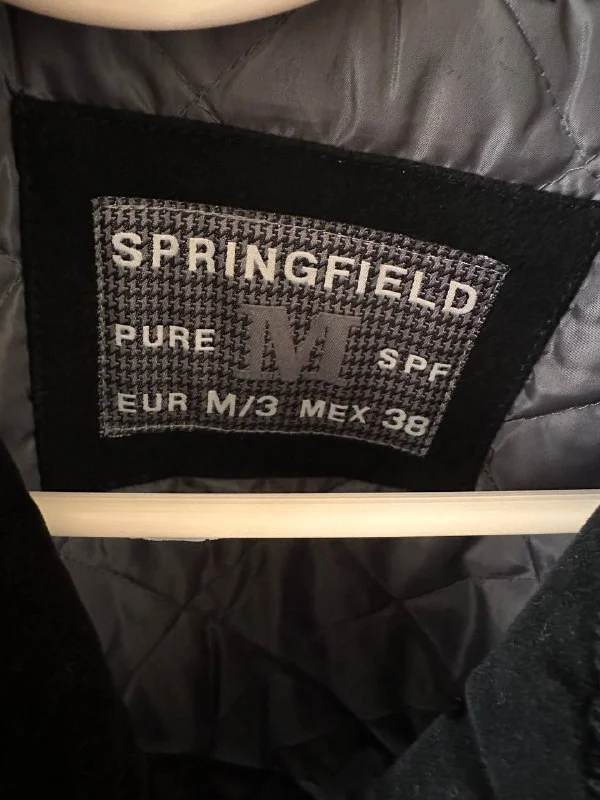 SPRINGFIELD
PURE M SPF
EUR M/3 MEX 38